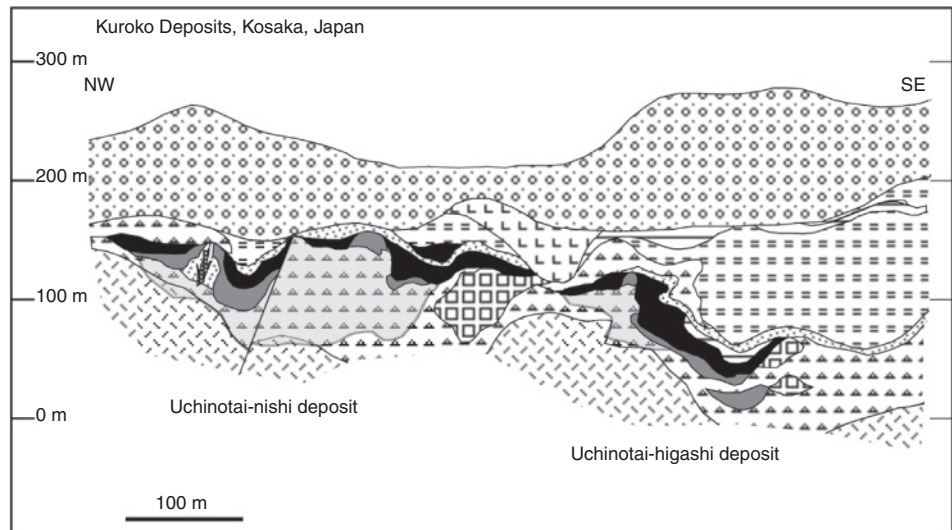 Kuroko Deposits, Kosaka, Japan
300 m
NW
SE
200 m
100 m
0 m
Uchinotai-nishi deposit
Uchinotai-higashi deposit
100 m